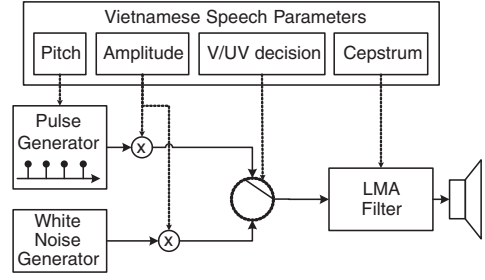 Vietnamese Speech Parameters
Pitch
Amplitude
V/UV decision
Cepstrum
Pulse
Generator
x
LMA
Filter
White
Noise
Generator
x